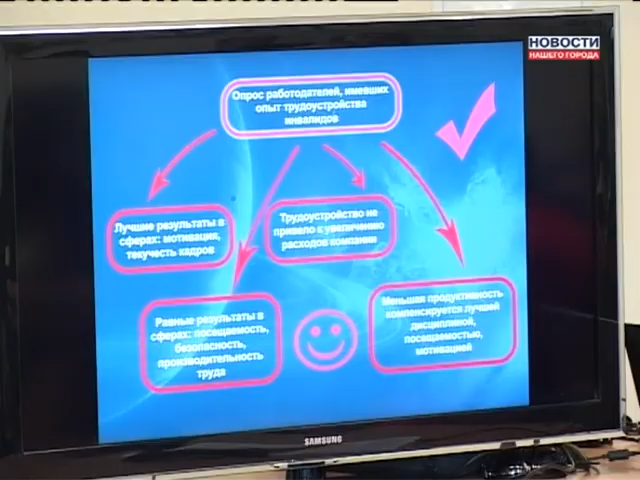 НОВОСТИ
НАШЕГО ГОРОДА
Опрос работодателей, имевших
опыт трудоустройства
инвалидов
Лучшие результаты в
сферах: мотивация,
текучесть кадров
Трудоустройство не
привело к увеличению
расходов компании
Равные результаты в
сферах: посещаемость,
безопасность,
производительность
труда
Меньшая продуктивность
компенсируется лучшей
дисциплиной,
посещаемостью,
мотивацией
SAMSUNG